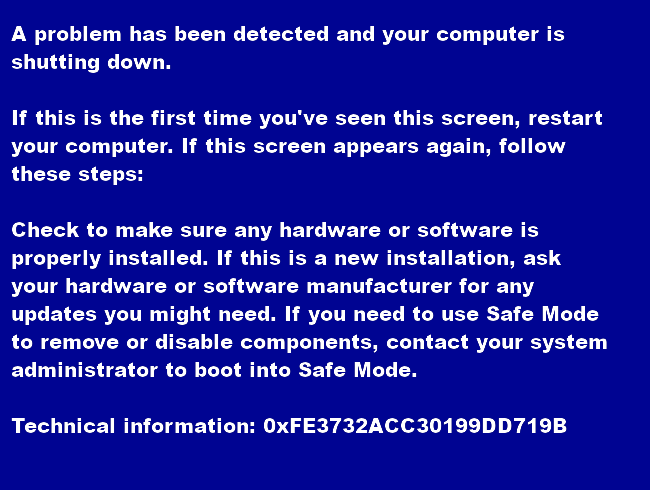 A problem has been detected and your computer is
shutting down.
If this is the first time you've seen this screen, restart
your computer. If this screen appears again, follow
these steps:
Check to make sure any hardware or software is
properly installed. If this is a new installation, ask
your hardware or software manufacturer for any
updates you might need. If you need to use Safe Mode
to remove or disable components, contact your system
administrator to boot into Safe Mode.
Technical information: 0xFE3732ACC30199DD719B